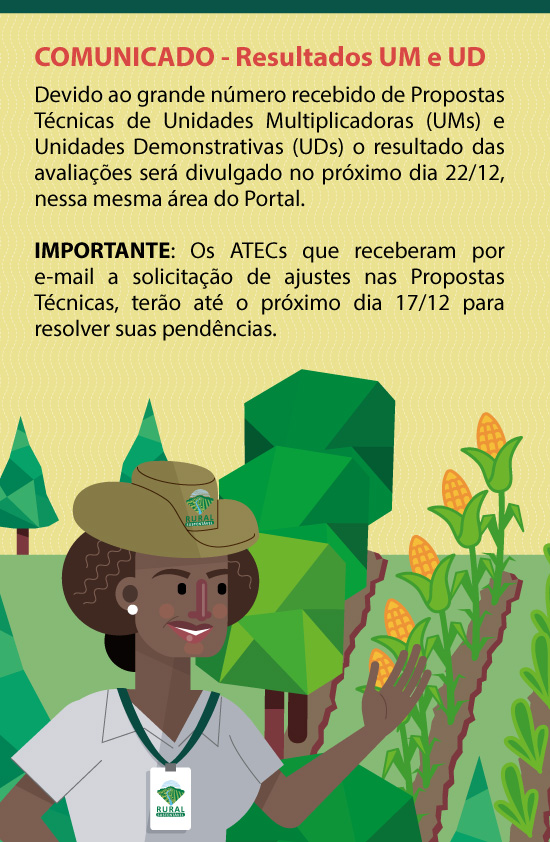 COMUNICADO - Resultados UM e UD
Devido ao grande número recebido de Propostas
Técnicas de Unidades Multiplicadoras (UMs) e
Unidades Demonstrativas (UDs) o resultado das
avaliações será divulgado no próximo dia 22/12,
nessa mesma área do Portal.
IMPORTANTE: Os ATECs que receberam por
e-mail a solicitação de ajustes nas Propostas
Técnicas, terão até o próximo dia 17/12 para
resolver suas pendências.
RURAL
SUSTENTÁVEL
RURAL
SUSTENTÁVEL